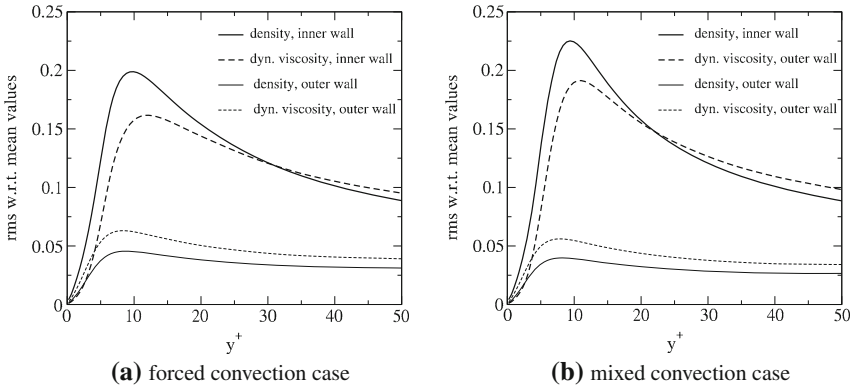 density, inner wall
dyn. viscosity, inner wall
density, outer wall
dyn. viscosity, outer wall
rms w.r.t. mean values
0.25
0.2
0.15
0.1
0.05
0
0 10 20 30 40 50
y+
(a) forced convection case
density, inner wall
dyn. viscosity, outer wall
density, outer wall
dyn. viscosity, outer wall
rms w.r.t. mean values
0.25
0.2
0.15
0.1
0.05
0
0 10 20 30 40 50
y+
(b) mixed convection case